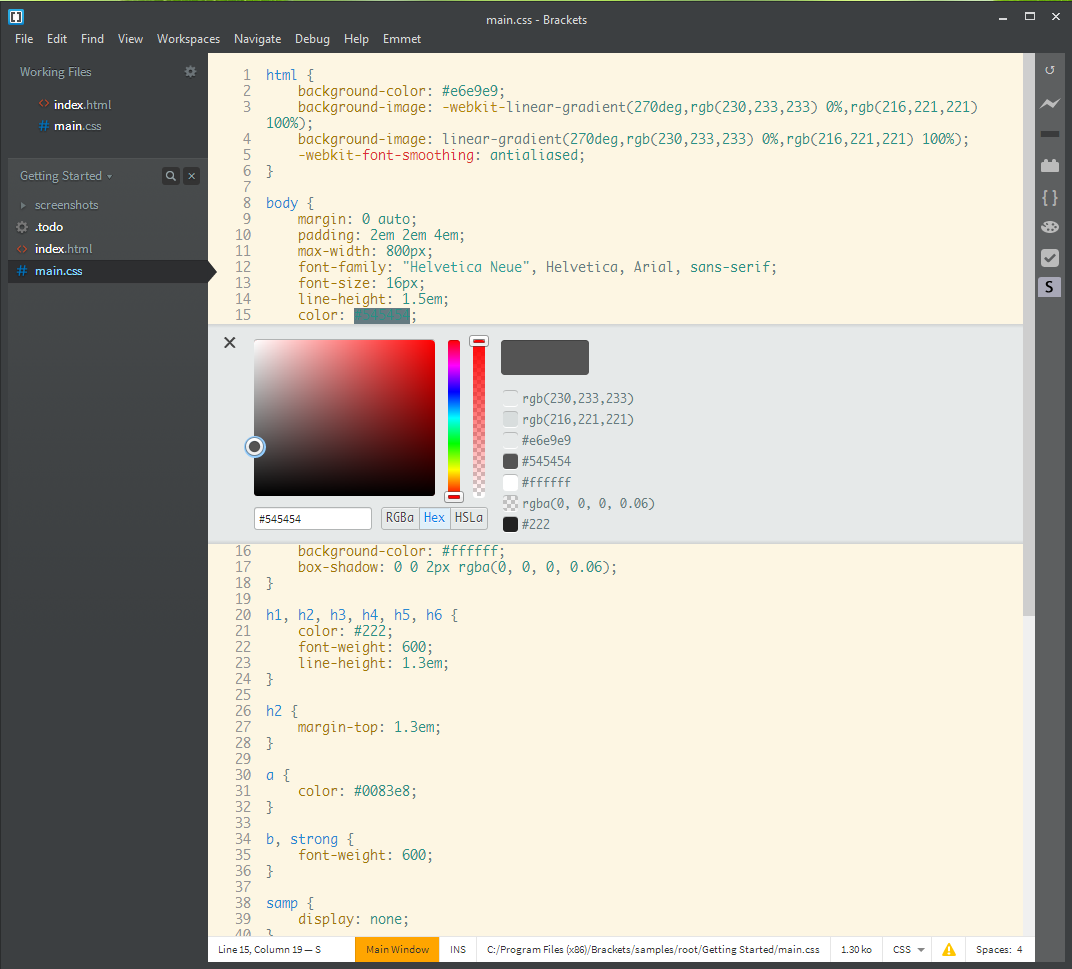 main.css - Brackets
File Edit Find View Workspaces Navigate Debug Help Emmet
Working Files
<> index.html
# main.css
Getting Started
screenshots
.todo
<> index.html
# main.css
1 html {
2 background-color: #e6e9e9;
3 background-image: -webkit-linear-gradient(270deg,rgb(230,233,233) 0%,rgb(216,221,221)
100%);
4 background-image: linear-gradient(270deg,rgb(230,233,233) 0%,rgb(216,221,221) 100%);
5 -webkit-font-smoothing: antialiased;
6 }
7
8 body {
9 margin: 0 auto;
10 padding: 2em 2em 4em;
11 max-width: 800px;
12 font-family: "Helvetica Neue", Helvetica, Arial, sans-serif;
13 font-size: 16px;
14 line-height: 1.5em;
15 color: #545454;
rgb(230,233,233)
rgb(216,221,221)
#e6e9e9
#545454
#ffffff
rgba(0, 0, 0, 0.06)
#222
#545454 RGBa Hex HSLa
16 background-color: #ffffff;
17 box-shadow: 0 0 2px rgba(0, 0, 0, 0.06);
18 }
19
20 h1, h2, h3, h4, h5, h6 {
21 color: #222;
22 font-weight: 600;
23 line-height: 1.3em;
24 }
25
26 h2 {
27 margin-top: 1.3em;
28 }
29
30 a {
31 color: #0083e8;
32 }
33
34 b, strong {
35 font-weight: 600;
36 }
37
38 samp {
39 display: none;
40 }
{ }
S
Line 15, Column 19 — S Main Window INS C:/Program Files (x86)/Brackets/samples/root/Getting Started/main.css 1.30 ko CSS Spaces: 4